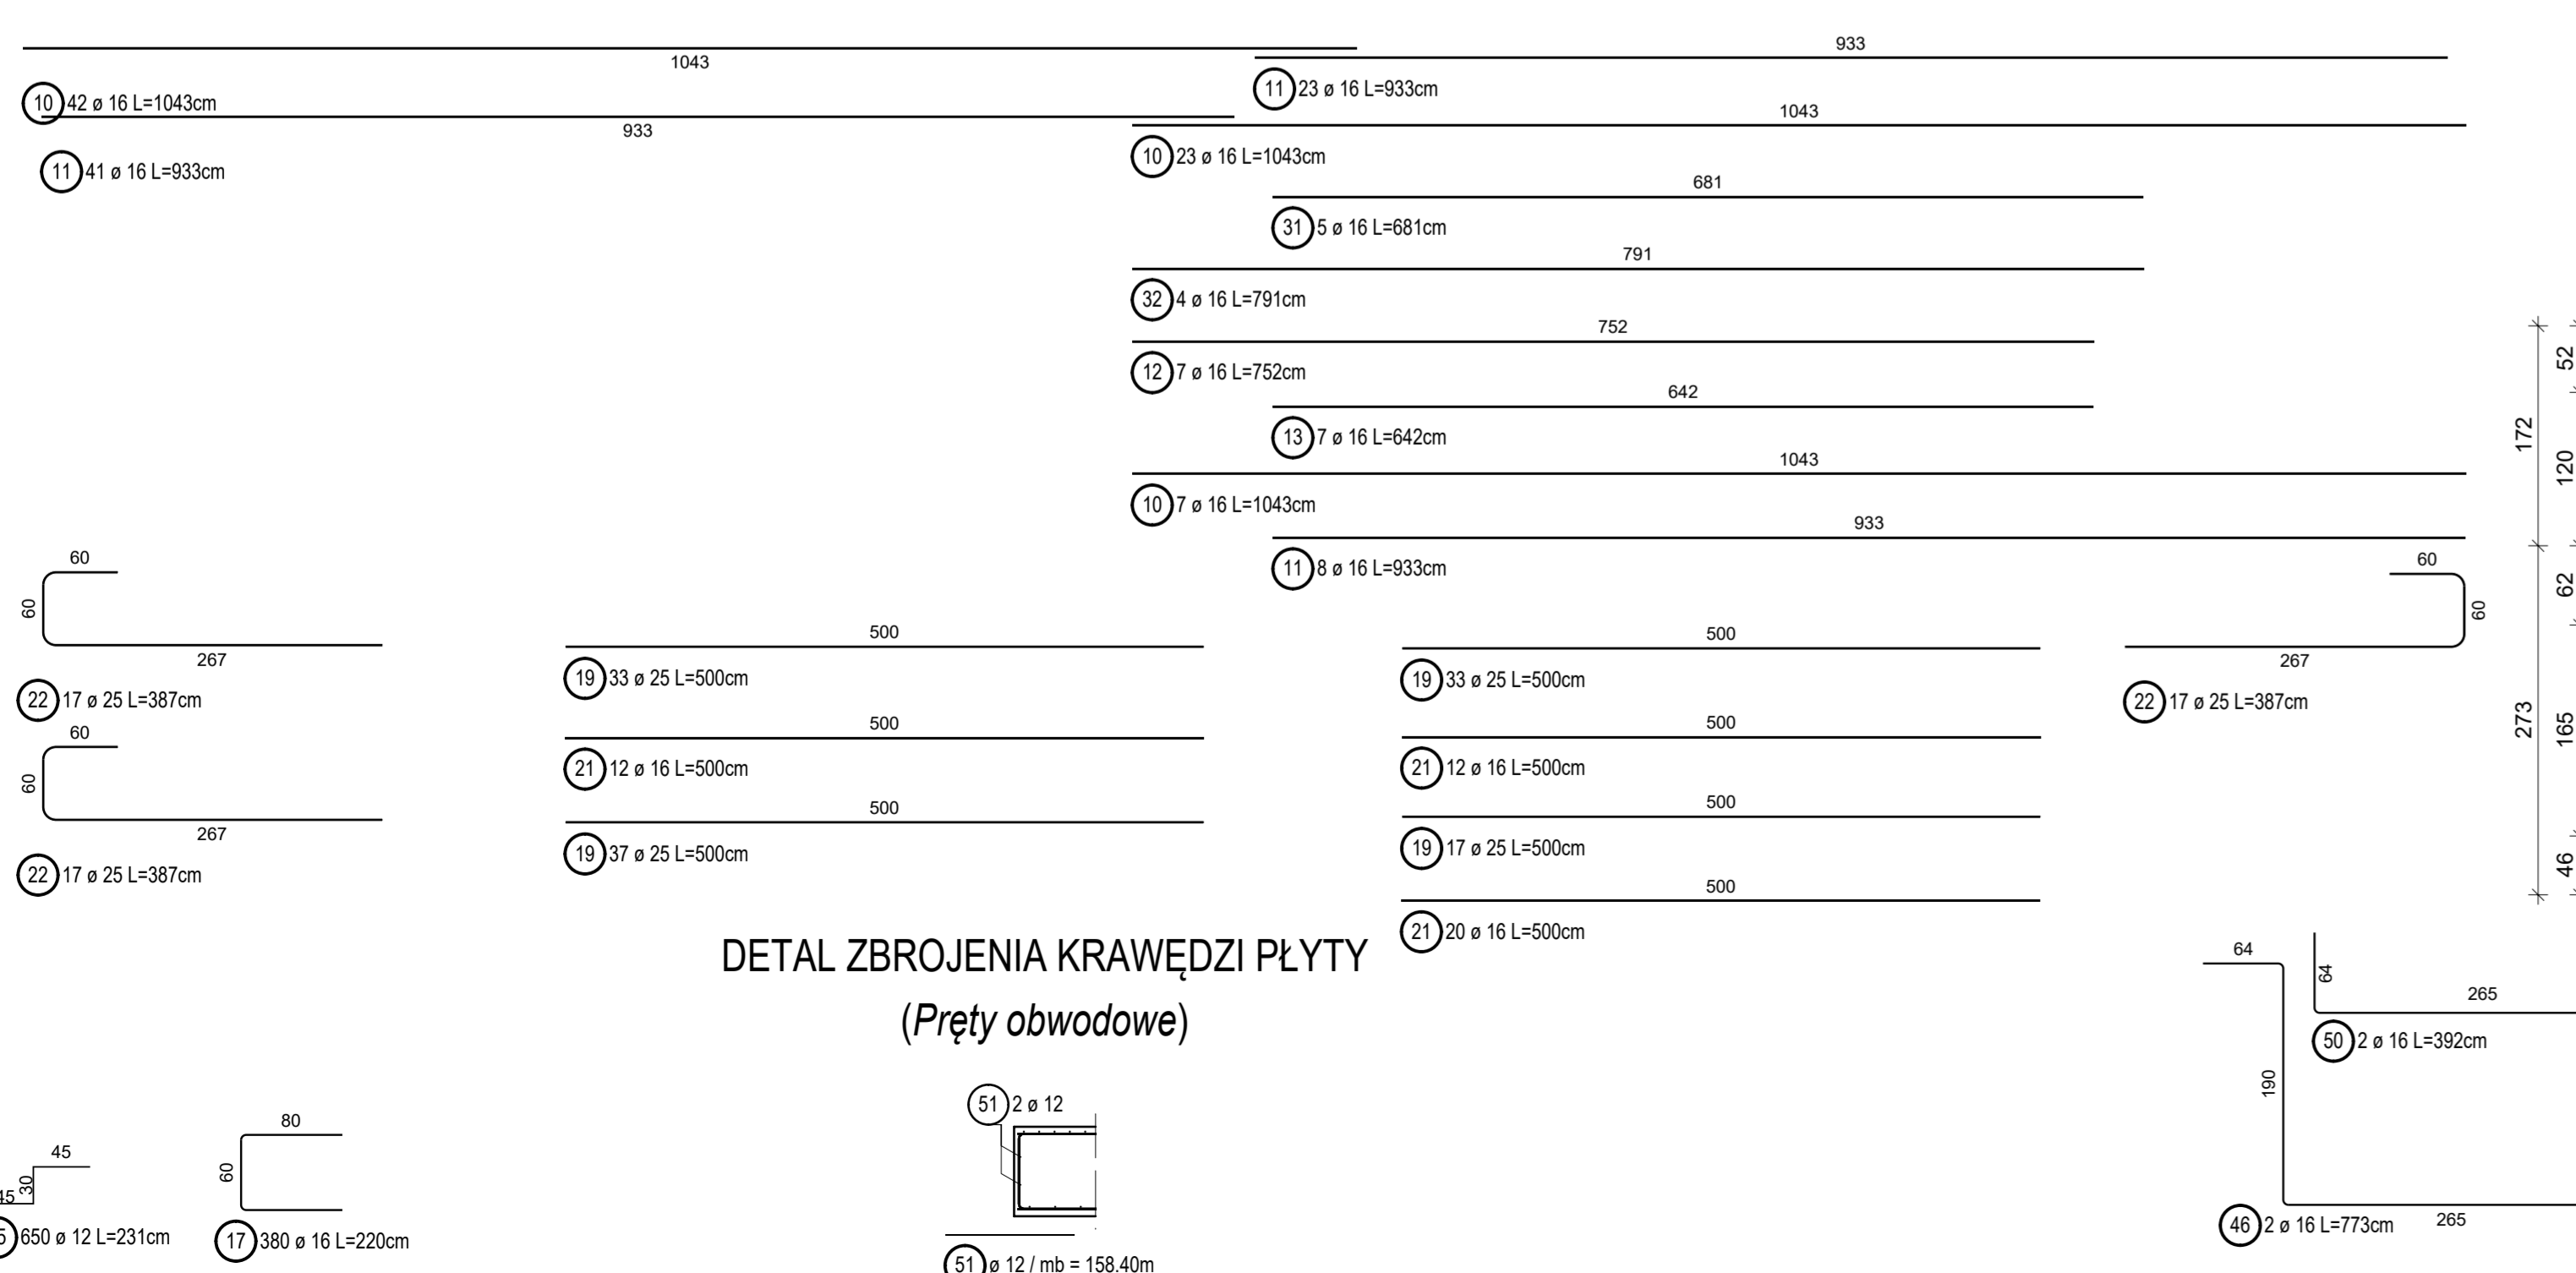 1043
10 42 ø 16 L=1043cm
933
11 41 ø 16 L=933cm
933
11 23 ø 16 L=933cm
1043
10 23 ø 16 L=1043cm
681
31 5 ø 16 L=681cm
791
32 4 ø 16 L=791cm
752
12 7 ø 16 L=752cm
642
13 7 ø 16 L=642cm
1043
10 7 ø 16 L=1043cm
933
11 8 ø 16 L=933cm
172
273
52
120
62
165
46
60
60
267
22 17 ø 25 L=387cm
60
60
267
22 17 ø 25 L=387cm
500
19 33 ø 25 L=500cm
500
21 12 ø 16 L=500cm
500
19 37 ø 25 L=500cm
500
19 33 ø 25 L=500cm
500
21 12 ø 16 L=500cm
500
19 17 ø 25 L=500cm
500
21 20 ø 16 L=500cm
60
60
267
22 17 ø 25 L=387cm
DETAL ZBROJENIA KRAWĘDZI PŁYTY
(Pręty obwodowe)
51 2 ø 12
51 ø 12 / mb = 158.40m
45
30
45
650 ø 12 L=231cm
80
60
17 380 ø 16 L=220cm
64
190
265
46 2 ø 16 L=773cm
64
265
50 2 ø 16 L=392cm